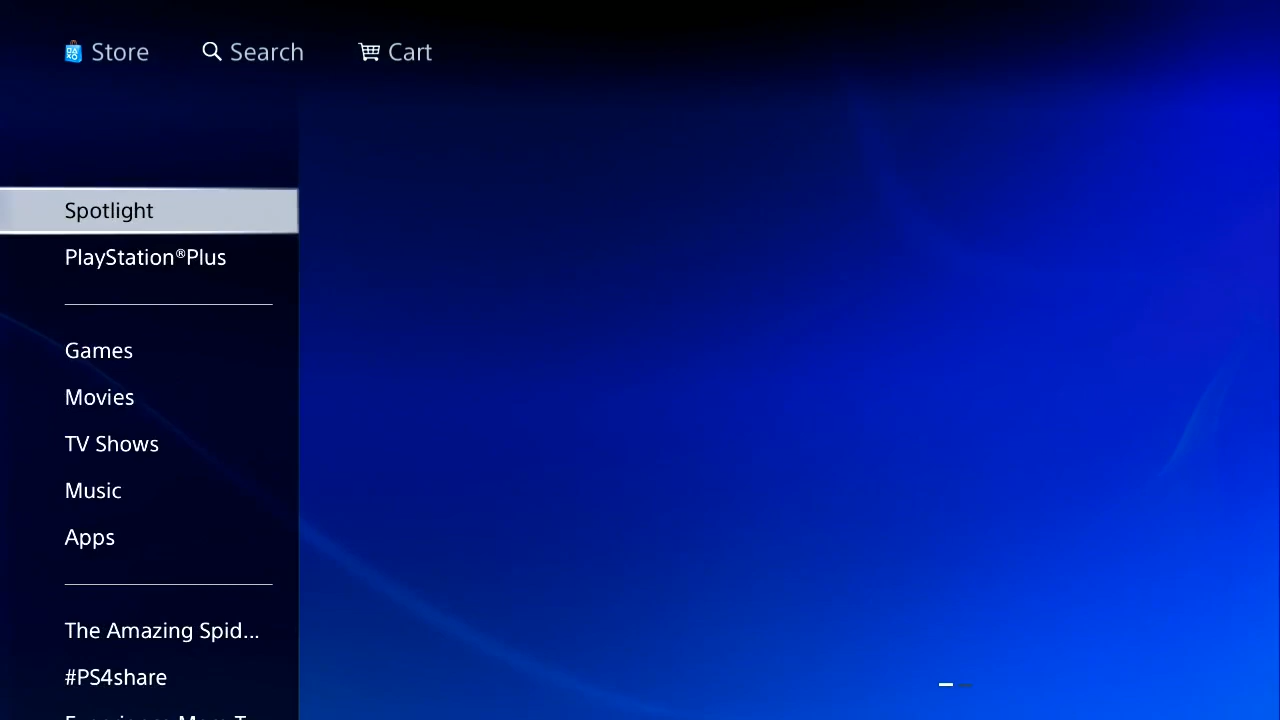 Store
Search
Cart
Spotlight
PlayStation®Plus
Games
Movies
TV Shows
Music
Apps
The Amazing Spid...
#PS4share